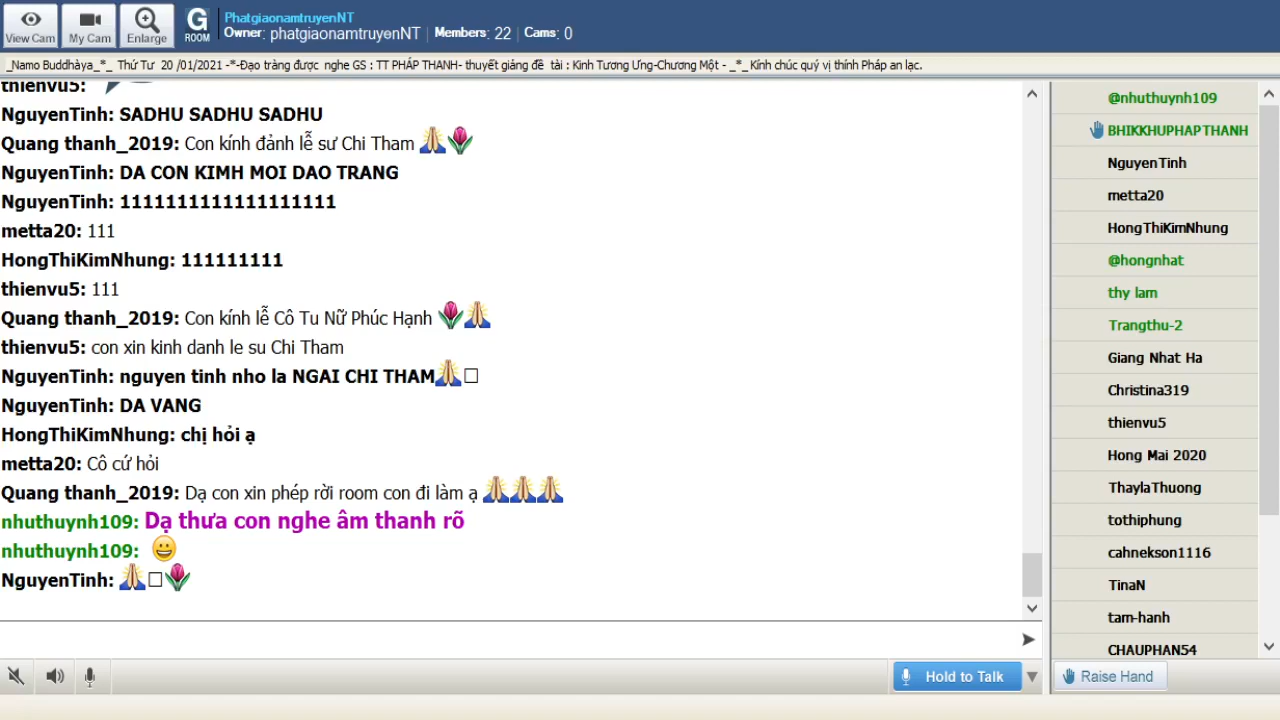 View Cam
My Cam
Enlarge
G
ROOM
PhatgiaonamtruyenNT
Owner: phatgiaonamtruyenNT | Members: 22 | Cams: 0
_Namo Buddhàya_*_ Thứ Tư 20 /01/2021 -*-Đạo tràng được nghe GS : TT PHÁP THANH- thuyết giảng đề tài : Kinh Tương Ưng-Chương Một - _*_Kính chúc quý vị thính Pháp an lạc.
thienvu5:
NguyenTinh: SADHU SADHU SADHU
Quang thanh_2019: Con kính đảnh lễ sư Chi Tham 🙏🌷
NguyenTinh: DA CON KIMH MOI DAO TRANG
NguyenTinh: 1111111111111111111
metta20: 111
HongThiKimNhung: 111111111
thienvu5: 111
Quang thanh_2019: Con kính lễ Cô Tu Nữ Phúc Hạnh 🌷🙏
thienvu5: con xin kinh danh le su Chi Tham
NguyenTinh: nguyen tinh nho la NGAI CHI THAM🙏□
NguyenTinh: DA VANG
HongThiKimNhung: chị hỏi ạ
metta20: Cô cứ hỏi
Quang thanh_2019: Dạ con xin phép rời room con đi làm ạ 🙏🙏🙏
nhuthuynh109: Dạ thưa con nghe âm thanh rõ
nhuthuynh109: 😀
NguyenTinh: 🙏□🌷
Hold to Talk
@nhuthuynh109
BHIKKHUPHAPTHANH
NguyenTinh
metta20
HongThiKimNhung
@hongnhat
thy lam
Trangthu-2
Giang Nhat Ha
Christina319
thienvu5
Hong Mai 2020
ThaylaThuong
tothiphung
cahnekson1116
TinaN
tam-hanh
CHAUPHAN54
Raise Hand